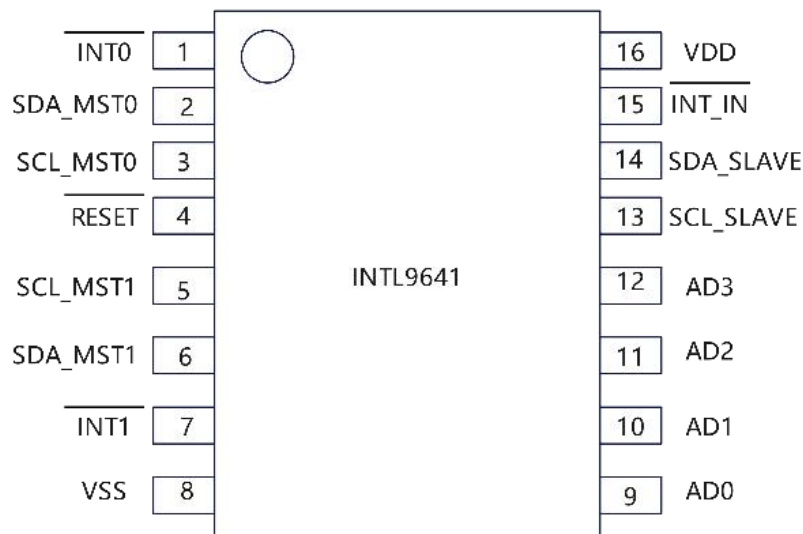 INT0 1 16 VDD
SDA_MST0 2 15 INT_IN
SCL_MST0 3 14 SDA_SLAVE
RESET 4 13 SCL_SLAVE
SCL_MST1 5 INTL9641 12 AD3
SDA_MST1 6 11 AD2
INT1 7 10 AD1
VSS 8 9 AD0